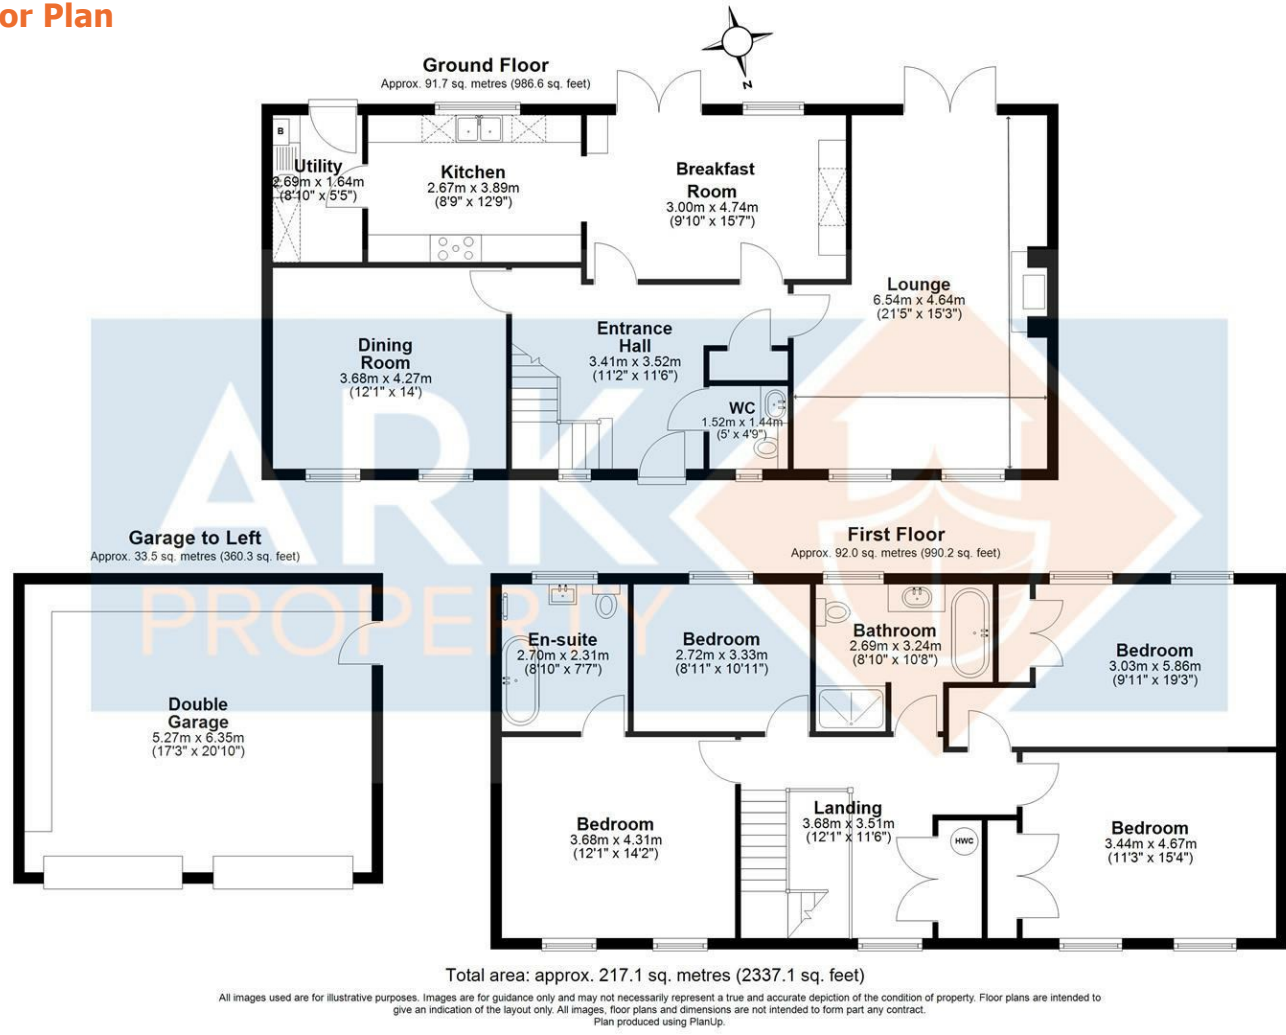 or Plan
Ground Floor
Approx. 91.7 sq. metres (986.6 sq. feet)
N
B
Utility
2.69m x 1.64m
(8'10" x 5'5")
Kitchen
2.67m x 3.89m
(8'9" x 12'9")
Breakfast
Room
3.00m x 4.74m
(9'10" x 15'7")
Lounge
6.54m x 4.64m
(21'5" x 15'3")
Dining
Room
3.68m x 4.27m
(12'1" x 14')
Entrance
Hall
3.41m x 3.52m
(11'2" x 11'6")
WC
1.52m x 1.44m
(5' x 4'9")
ARK
PROPERTY
Garage to Left
Approx. 33.5 sq. metres (360.3 sq. feet)
Double
Garage
5.27m x 6.35m
(17'3" x 20'10")
First Floor
Approx. 92.0 sq. metres (990.2 sq. feet)
En-suite
2.70m x 2.31m
(8'10" x 7'7")
Bedroom
2.72m x 3.33m
(8'11" x 10'11")
Bathroom
2.69m x 3.24m
(8'10" x 10'8")
Bedroom
3.03m x 5.86m
(9'11" x 19'3")
Bedroom
3.68m x 4.31m
(12'1" x 14'2")
Landing
3.68m x 3.51m
(12'1" x 11'6")
HWC
Bedroom
3.44m x 4.67m
(11'3" x 15'4")
Total area: approx. 217.1 sq. metres (2337.1 sq. feet)
All images used are for illustrative purposes. Images are for guidance only and may not necessarily represent a true and accurate depiction of the condition of property. Floor plans are intended to
give an indication of the layout only. All images, floor plans and dimensions are not intended to form part any contract.
Plan produced using PlanUp.